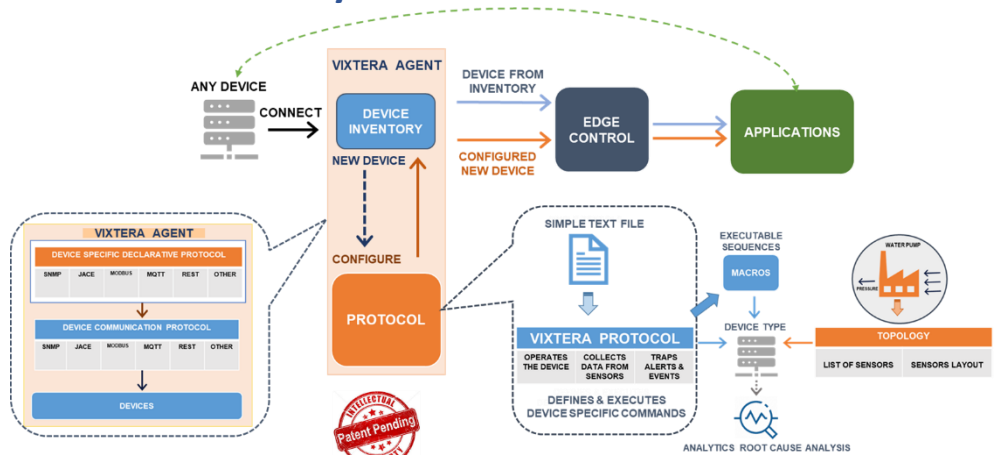 ANY DEVICE
CONNECT
VIXTERA AGENT
DEVICE
INVENTORY
NEW DEVICE
CONFIGURE
PROTOCOL
DEVICE FROM
INVENTORY
CONFIGURED
NEW DEVICE
EDGE
CONTROL
APPLICATIONS
VIXTERA AGENT
DEVICE SPECIFIC DECLARATIVE PROTOCOL
SNMP JACE MODBUS MQTT REST OTHER
DEVICE COMMUNICATION PROTOCOL
SNMP JACE MODBUS MQTT REST OTHER
DEVICES
INTELLECTUAL
Patent Pending
SIMPLE TEXT FILE
VIXTERA PROTOCOL
OPERATES
THE DEVICE
COLLECTS
DATA FROM
SENSORS
TRAPS
ALERTS &
EVENTS
DEFINES & EXECUTES
DEVICE SPECIFIC COMMANDS
EXECUTABLE
SEQUENCES
MACROS
DEVICE TYPE
ANALYTICS ROOT CAUSE ANALYSIS
WATER PUMP
PRESSURE
TOPOLOGY
LIST OF SENSORS
SENSORS LAYOUT